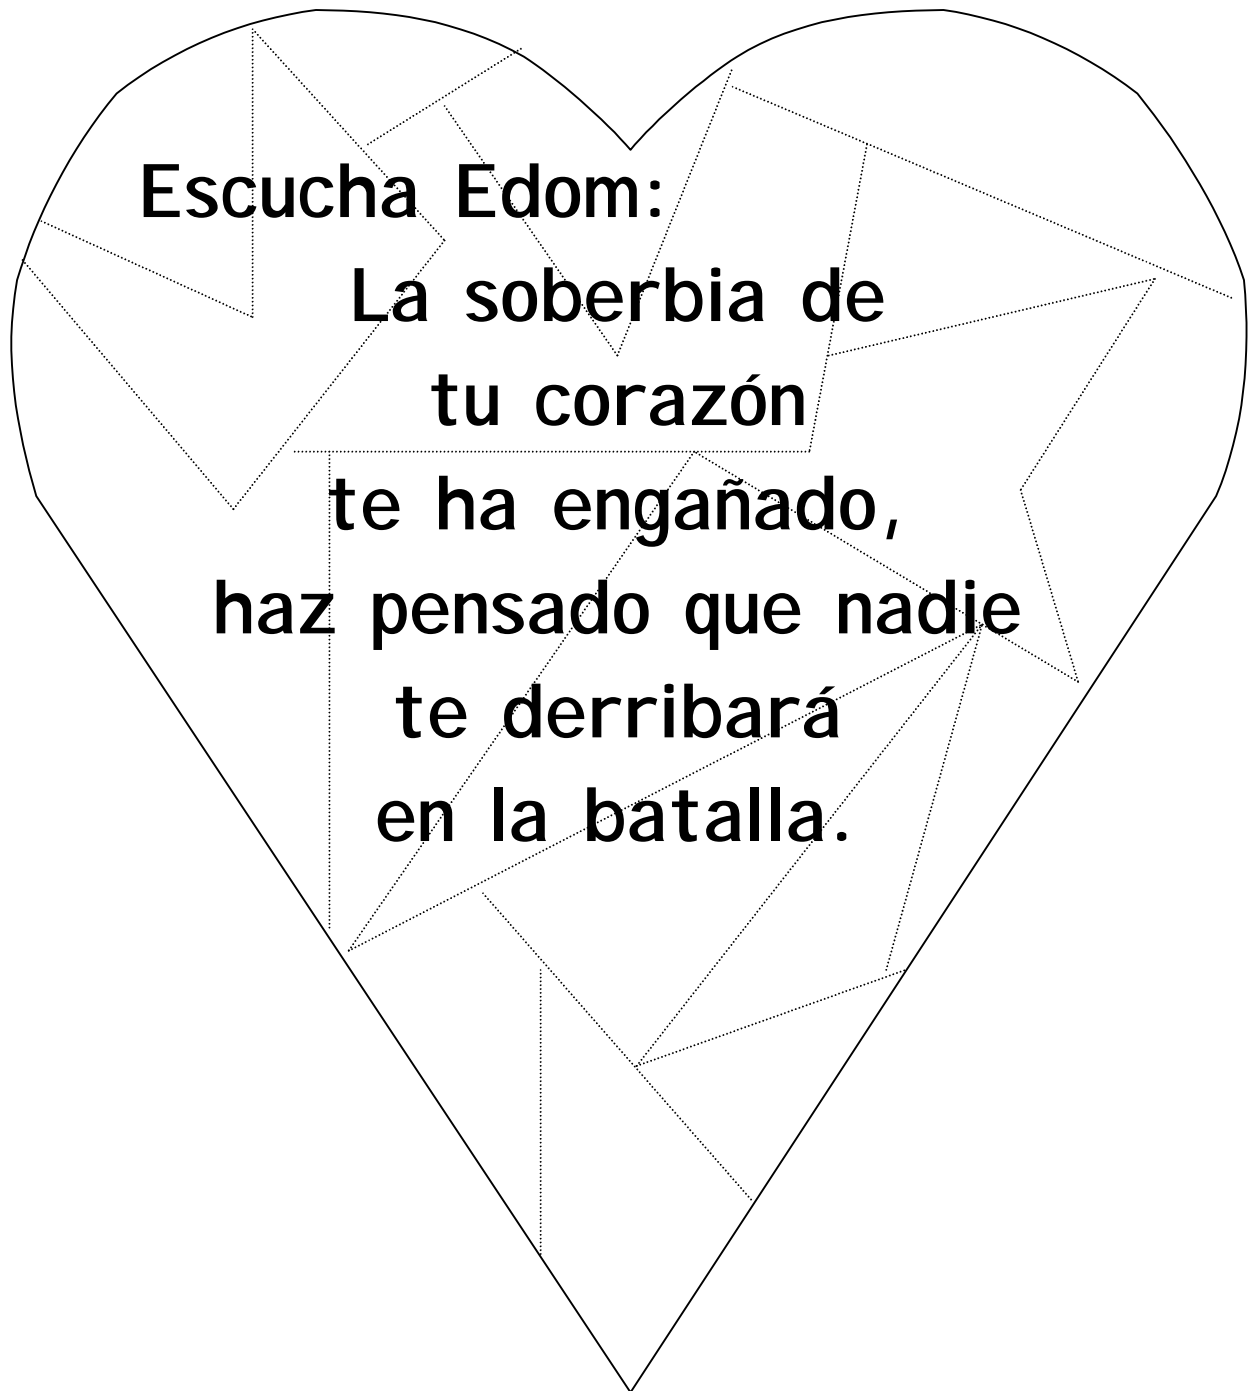 Escucha Edom:
La soberbia de
tu corazón
te ha engañado,
haz pensado que nadie
te derribará
en la batalla.